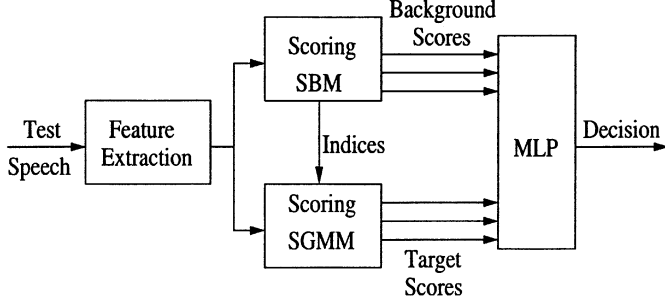 Background
Scores
Scoring
SBM
Test
Speech
Feature
Extraction
Indices
MLP
Decision
Scoring
SGMM
Target
Scores